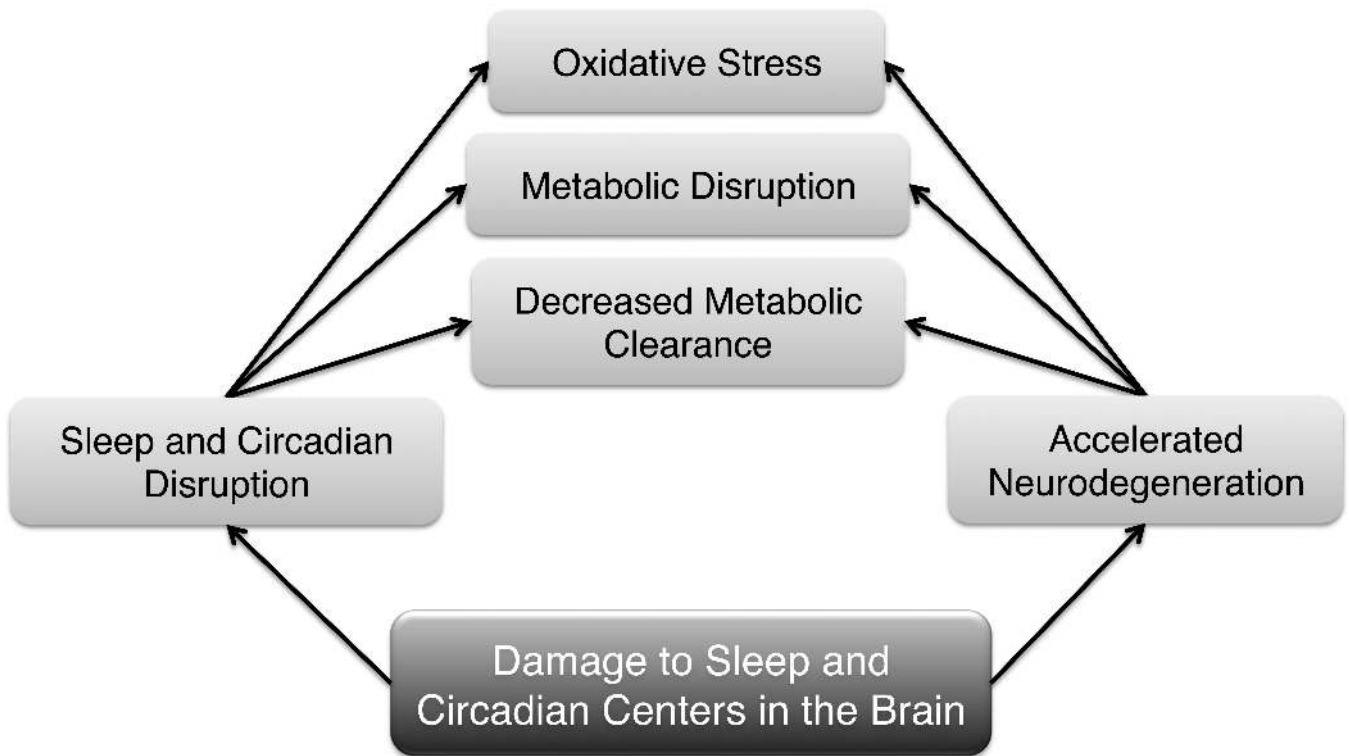 Oxidative Stress
Metabolic Disruption
Decreased Metabolic
Clearance
Sleep and Circadian
Disruption
Accelerated
Neurodegeneration
Damage to Sleep and
Circadian Centers in the Brain